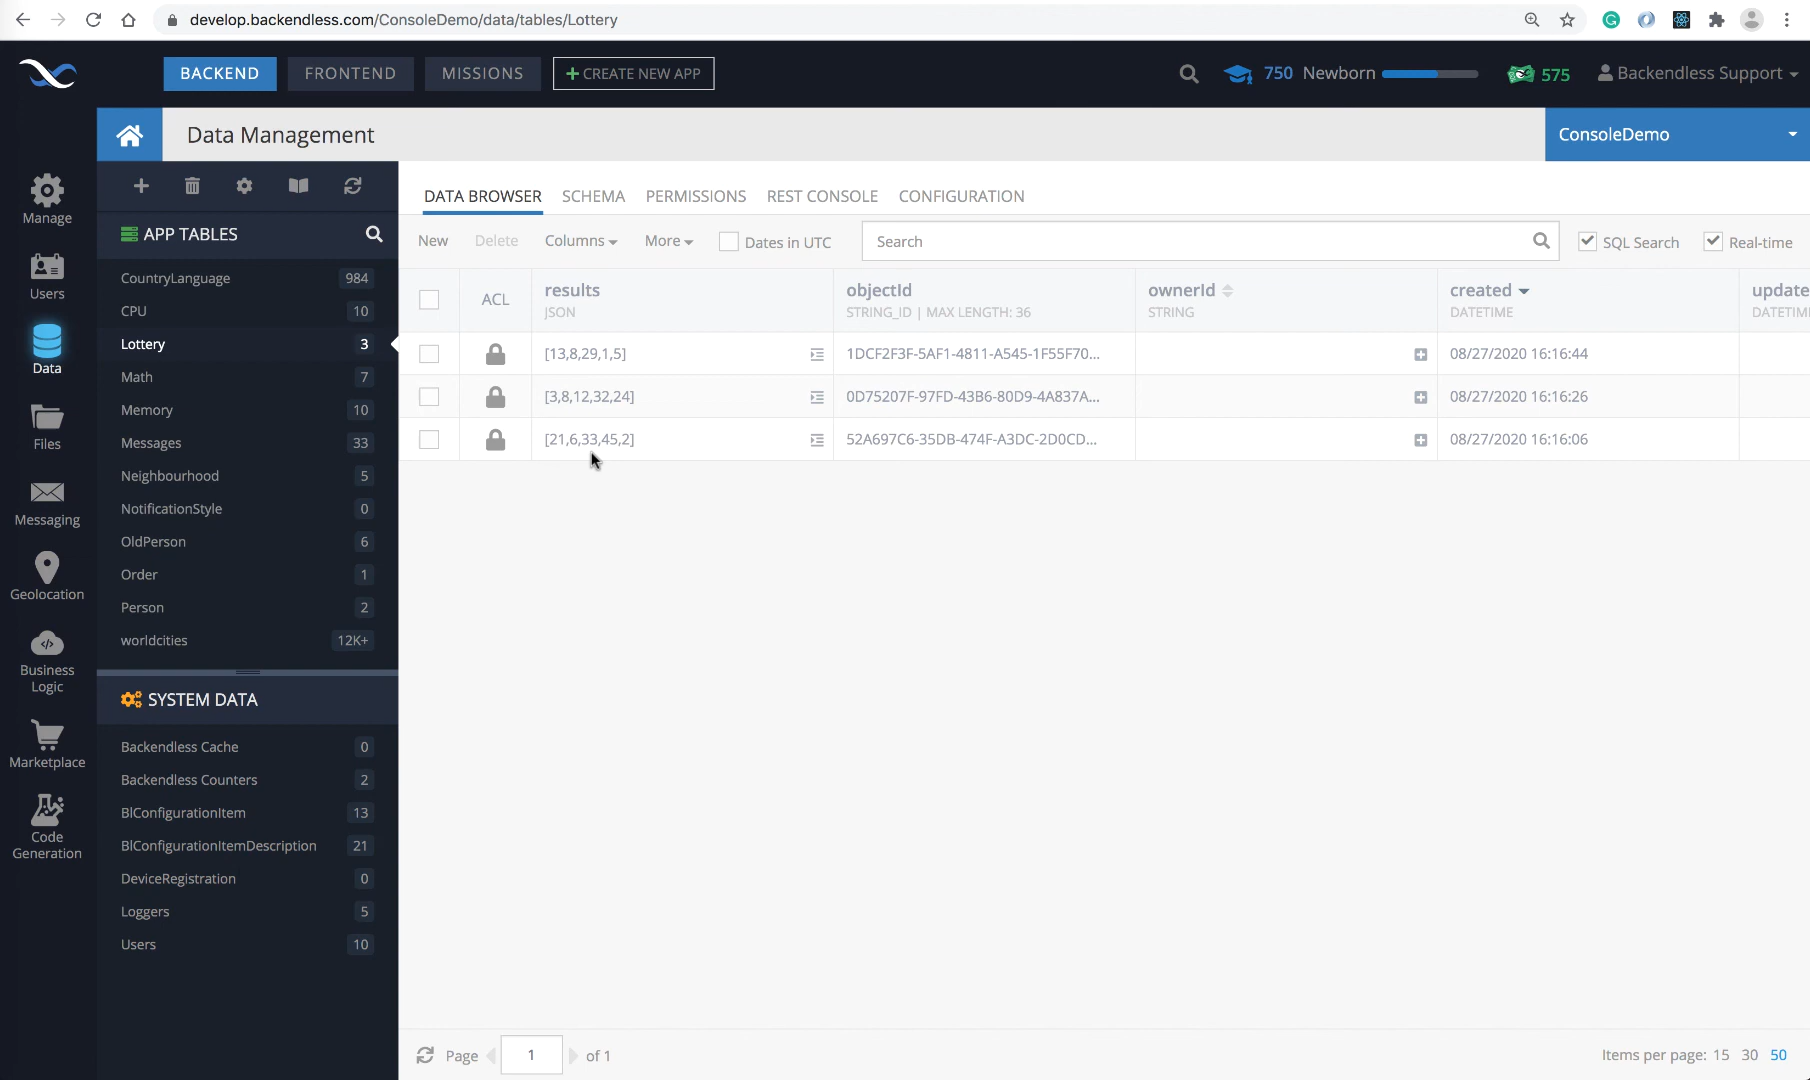 develop.backendless.com/ConsoleDemo/data/tables/Lottery
BACKEND FRONTEND MISSIONS +CREATE NEW APP 750 Newborn 575 Backendless Support
Data Management ConsoleDemo
Manage
Users
Data
Files
Messaging
Geolocation
Business
Logic
Marketplace
Code
Generation
APP TABLES
CountryLanguage 984
CPU 10
Lottery 3
Math 7
Memory 10
Messages 33
Neighbourhood 5
NotificationStyle 0
OldPerson 6
Order 1
Person 2
worldcities 12K+
SYSTEM DATA
Backendless Cache 0
Backendless Counters 2
BlConfigurationItem 13
BlConfigurationItemDescription 21
DeviceRegistration 0
Loggers 5
Users 10
DATA BROWSER SCHEMA PERMISSIONS REST CONSOLE CONFIGURATION
New Delete Columns More Dates in UTC Search SQL Search Real-time
ACL results objectId ownerId created update
JSON STRING_ID | MAX LENGTH: 36 STRING DATETIME DATETIM
[13,8,29,1,5] 1DCF2F3F-5AF1-4811-A545-1F55F70... 08/27/2020 16:16:44
[3,8,12,32,24] 0D75207F-97FD-43B6-80D9-4A837A... 08/27/2020 16:16:26
[21,6,33,45,2] 52A697C6-35DB-474F-A3DC-2D0CD... 08/27/2020 16:16:06
Page 1 of 1 Items per page: 15 30 50